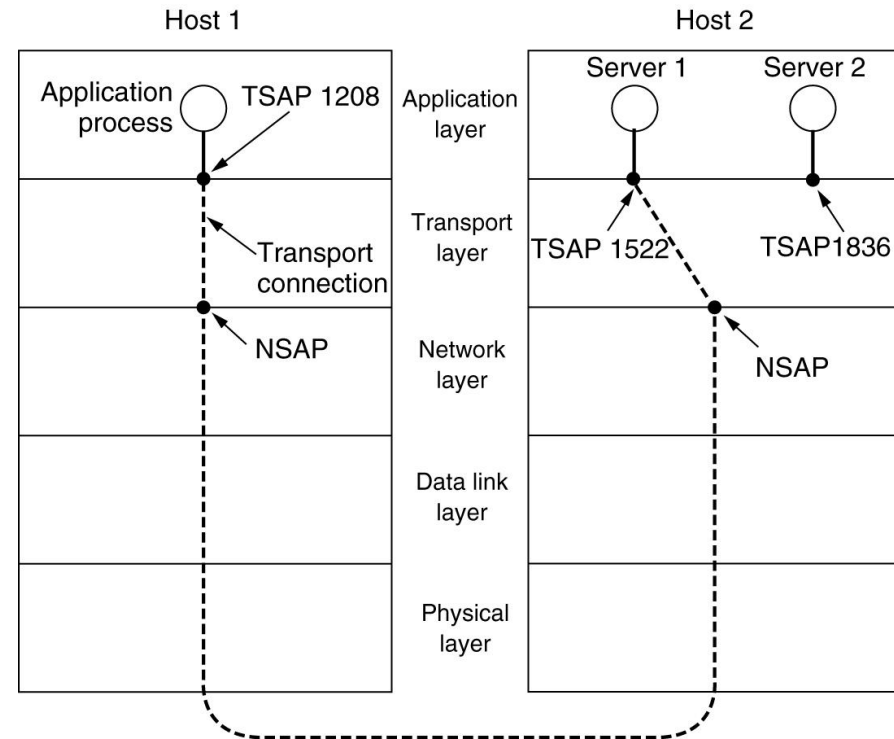 Host 1
Host 2
Application
process
TSAP 1208
Application
layer
Server 1
Server 2
Transport
connection
Transport
layer
TSAP 1522
TSAP1836
NSAP
Network
layer
NSAP
Data link
layer
Physical
layer